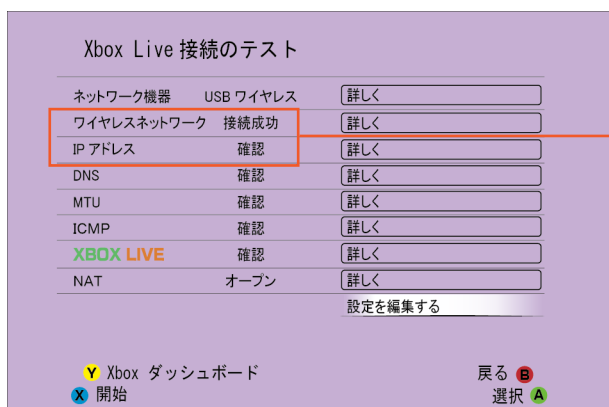 Xbox Live 接続のテスト
ネットワーク機器 USB ワイヤレス 詳しく
ワイヤレスネットワーク 接続成功 詳しく
IP アドレス 確認 詳しく
DNS 確認 詳しく
MTU 確認 詳しく
ICMP 確認 詳しく
XBOX LIVE 確認 詳しく
NAT オープン 詳しく
設定を編集する
Y Xbox ダッシュボード 戻る B
X 開始 選択 A